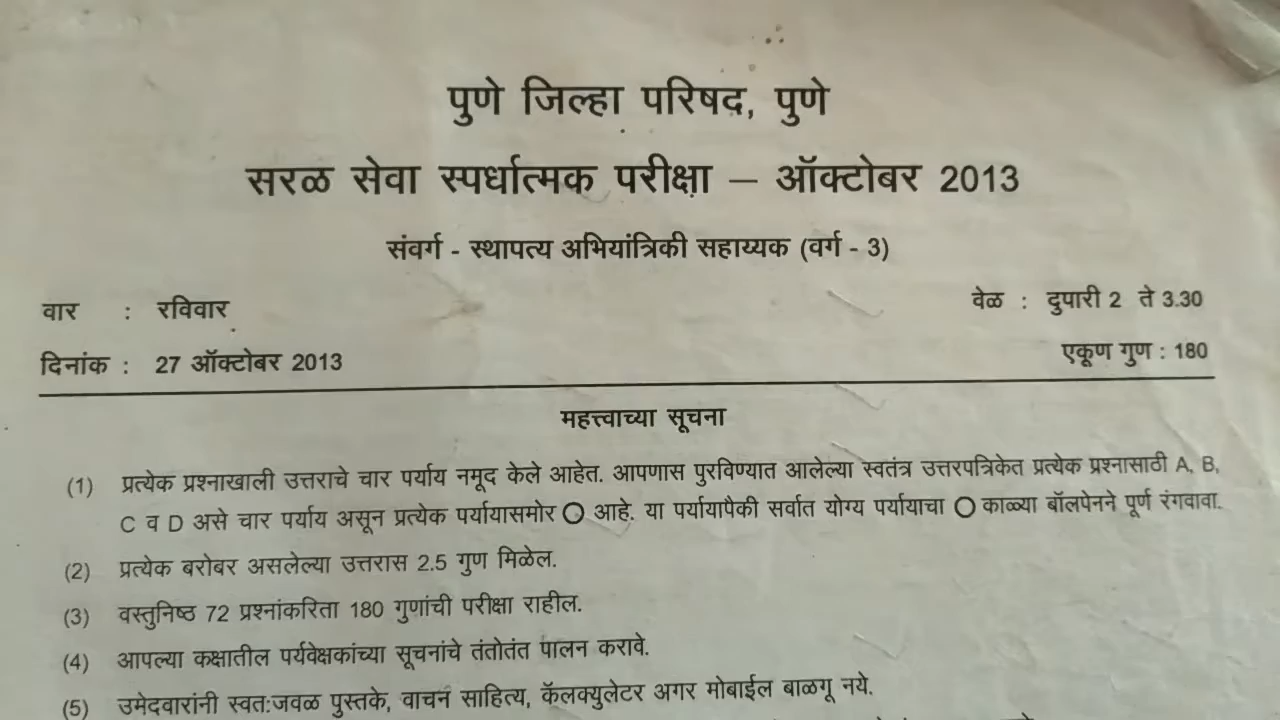 पुणे जिल्हा परिषद, पुणे
सरळ सेवा स्पर्धात्मक परीक्षा – ऑक्टोबर 2013
संवर्ग - स्थापत्य अभियांत्रिकी सहाय्यक (वर्ग - 3)
वार : रविवार वेळ : दुपारी 2 ते 3.30
दिनांक : 27 ऑक्टोबर 2013 एकूण गुण : 180
महत्त्वाच्या सूचना
(1) प्रत्येक प्रश्नाखाली उत्तराचे चार पर्याय नमूद केले आहेत. आपणास पुरविण्यात आलेल्या स्वतंत्र उत्तरपत्रिकेत प्रत्येक प्रश्नासाठी A, B,
C व D असे चार पर्याय असून प्रत्येक पर्यायासमोर O आहे. या पर्यायापैकी सर्वात योग्य पर्यायाचा O काळ्या बॉलपेनने पूर्ण रंगवावा.
(2) प्रत्येक बरोबर असलेल्या उत्तरास 2.5 गुण मिळेल.
(3) वस्तुनिष्ठ 72 प्रश्नांकरिता 180 गुणांची परीक्षा राहील.
(4) आपल्या कक्षातील पर्यवेक्षकांच्या सूचनांचे तंतोतंत पालन करावे.
(5) उमेदवारांनी स्वत:जवळ पुस्तके, वाचन साहित्य, कॅलक्युलेटर अगर मोबाईल बाळगू नये.